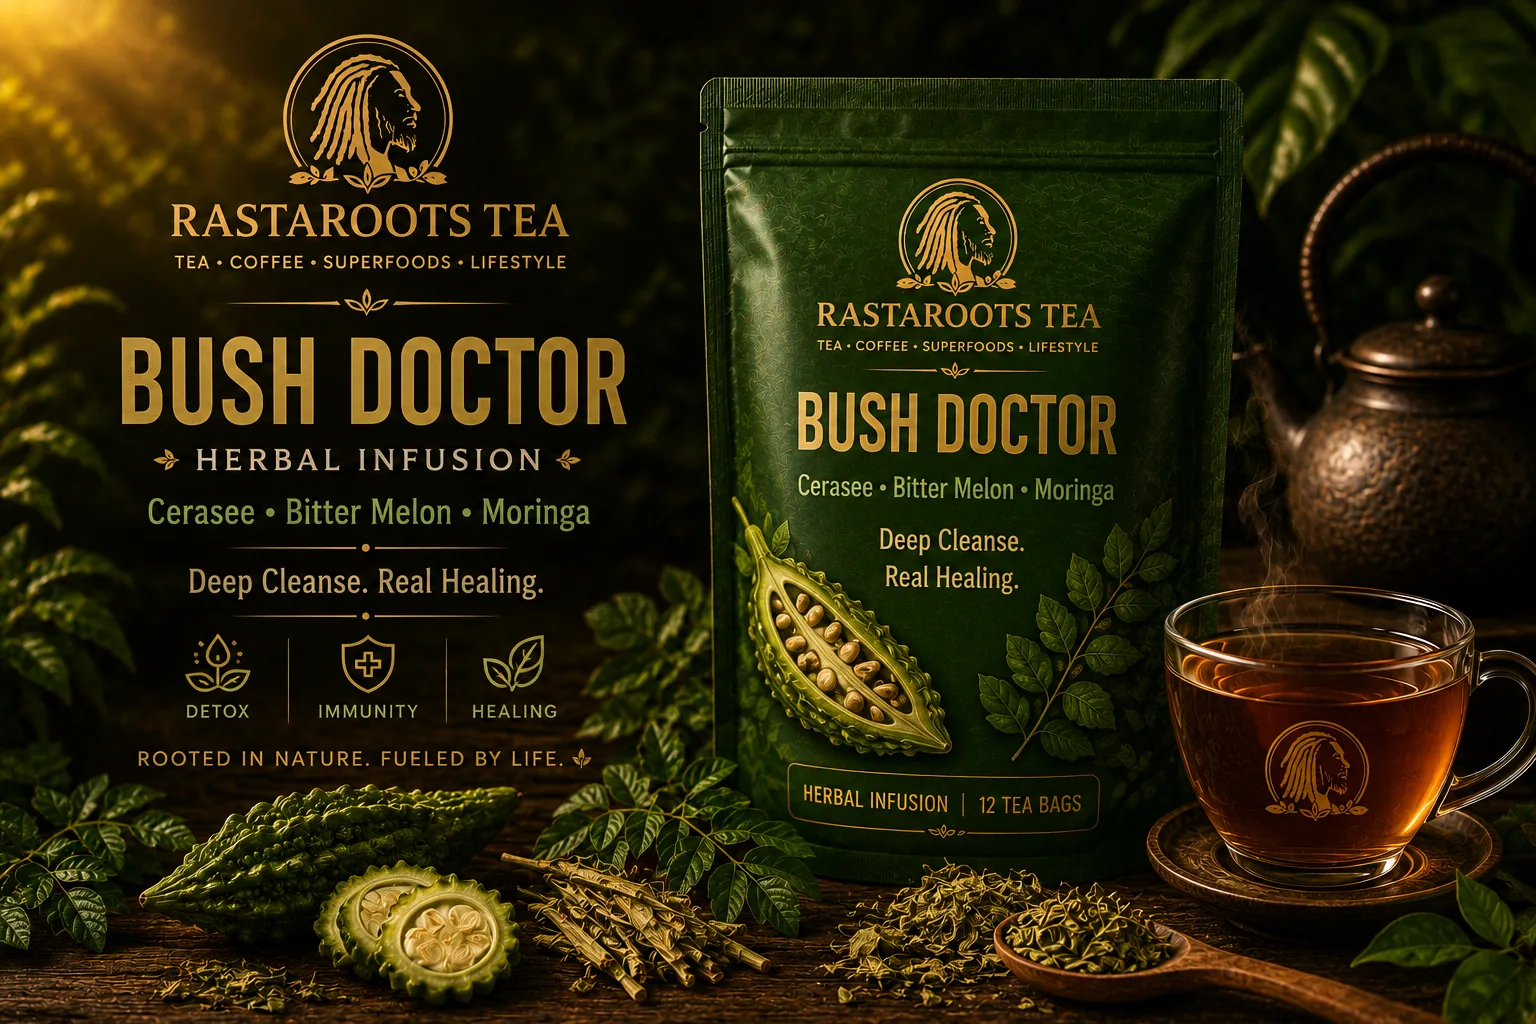 RASTAROOTS TEA
TEA • COFFEE • SUPERFOODS • LIFESTYLE
BUSH DOCTOR
HERBAL INFUSION
Cerasee • Bitter Melon • Moringa
Deep Cleanse. Real Healing.
DETOX
IMMUNITY
HEALING
ROOTED IN NATURE. FUELED BY LIFE.
RASTAROOTS TEA
TEA • COFFEE • SUPERFOODS • LIFESTYLE
BUSH DOCTOR
Cerasee • Bitter Melon • Moringa
Deep Cleanse.
Real Healing.
HERBAL INFUSION | 12 TEA BAGS